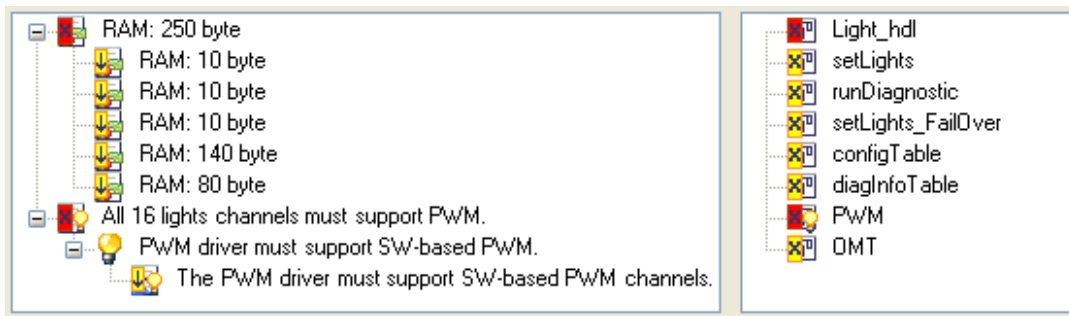 RAM: 250 byte
RAM: 10 byte
RAM: 10 byte
RAM: 10 byte
RAM: 140 byte
RAM: 80 byte
All 16 lights channels must support PWM.
PWM driver must support SW-based PWM.
The PWM driver must support SW-based PWM channels.
Light_hdl
setLights
runDiagnostic
setLights_FailOver
configTable
diagInfoTable
PWM
OMT